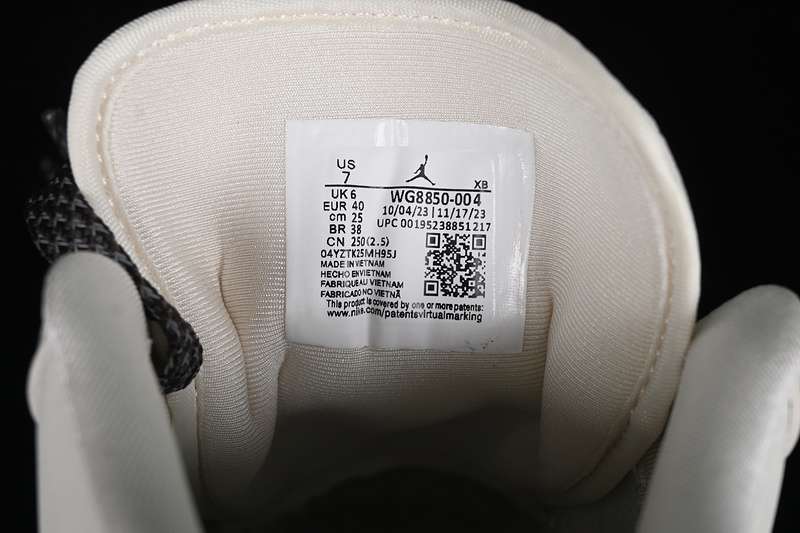 US
7
XB
UK 6
EUR 40
cm 25
BR 38
CN 250(2.5)
WG8850-004
10/04/23 | 11/17/23
UPC 00195238851217
04YZTK25MH95J
MADE IN VIETNAM
HECHO EN VIETNAM
FABRIQUE AU VIETNAM
FABRICADO NO VIETNÃ
This product is covered by one or more patents:
www.nike.com/patentsvirtualmarking